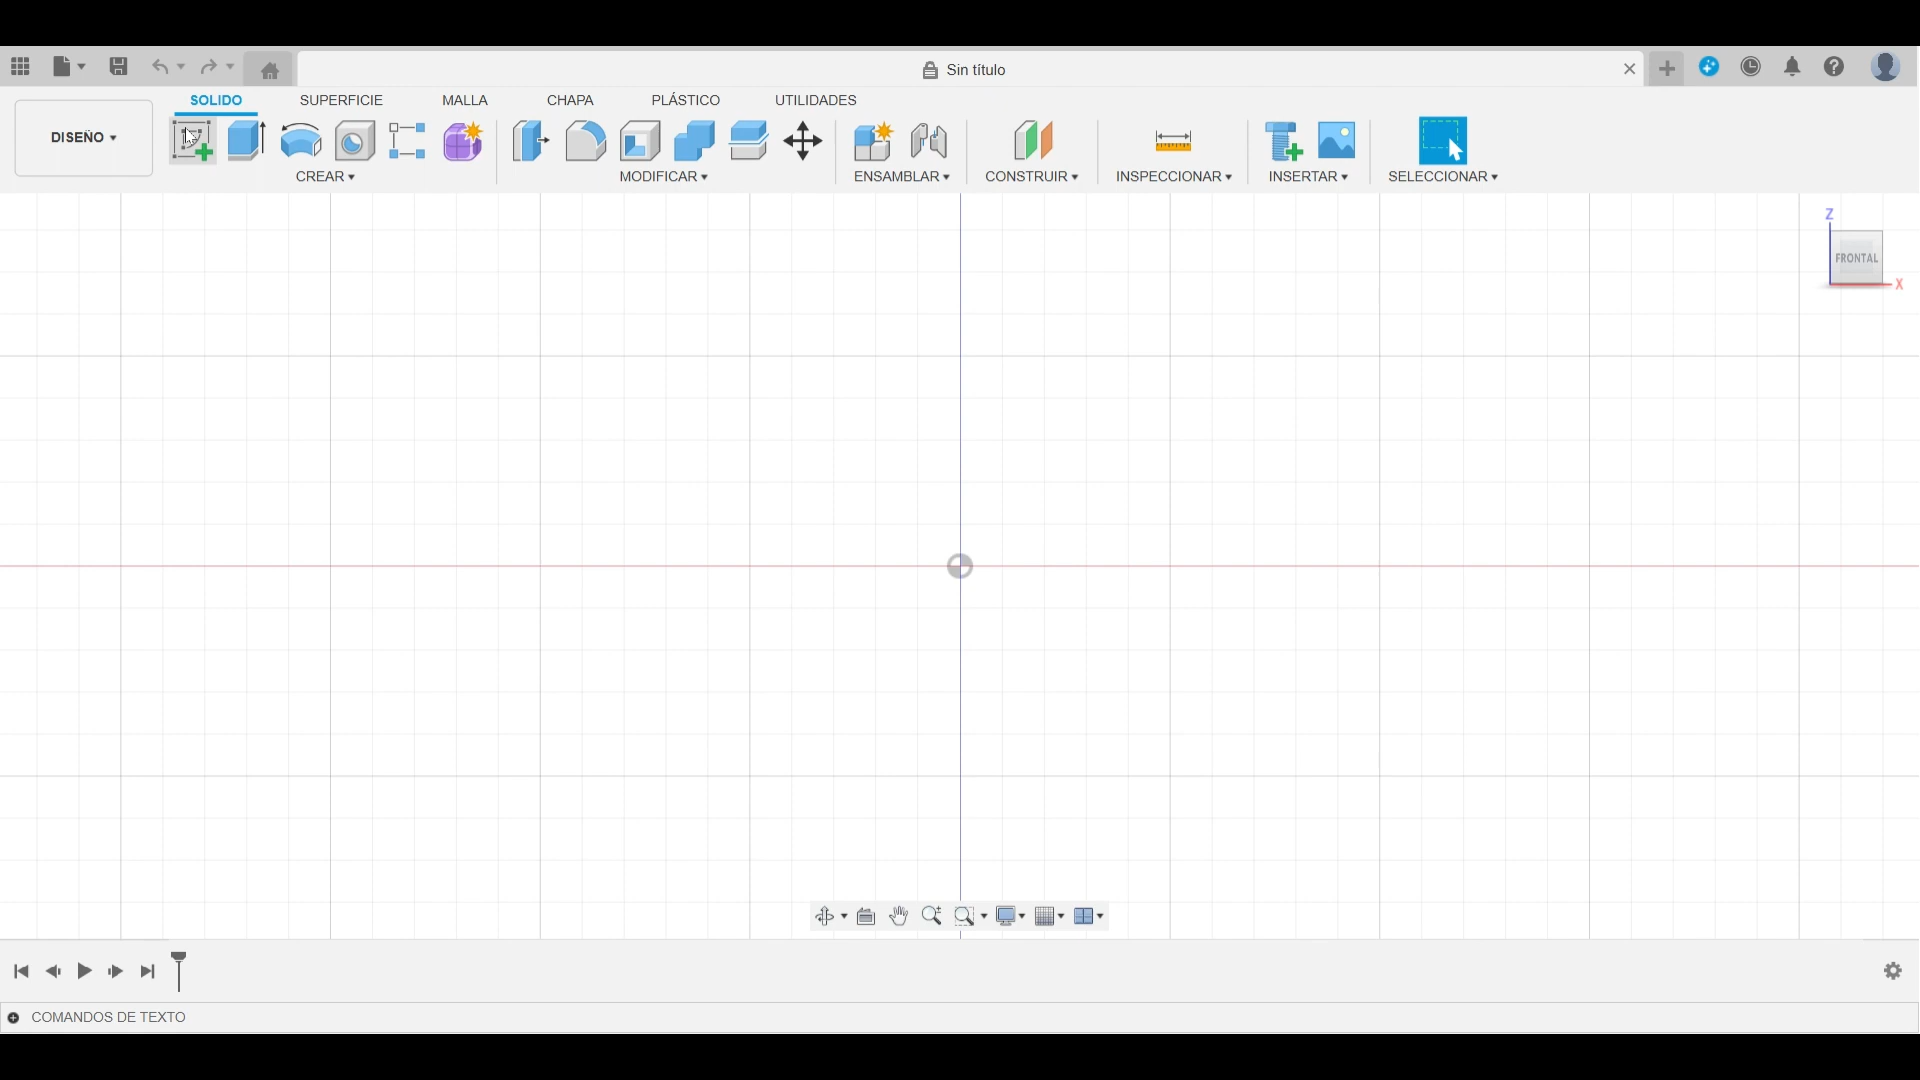 Sin título
SOLIDO SUPERFICIE MALLA CHAPA PLÁSTICO UTILIDADES
DISEÑO
CREAR MODIFICAR ENSAMBLAR CONSTRUIR INSPECCIONAR INSERTAR SELECCIONAR
Z
FRONTAL
X
COMANDOS DE TEXTO